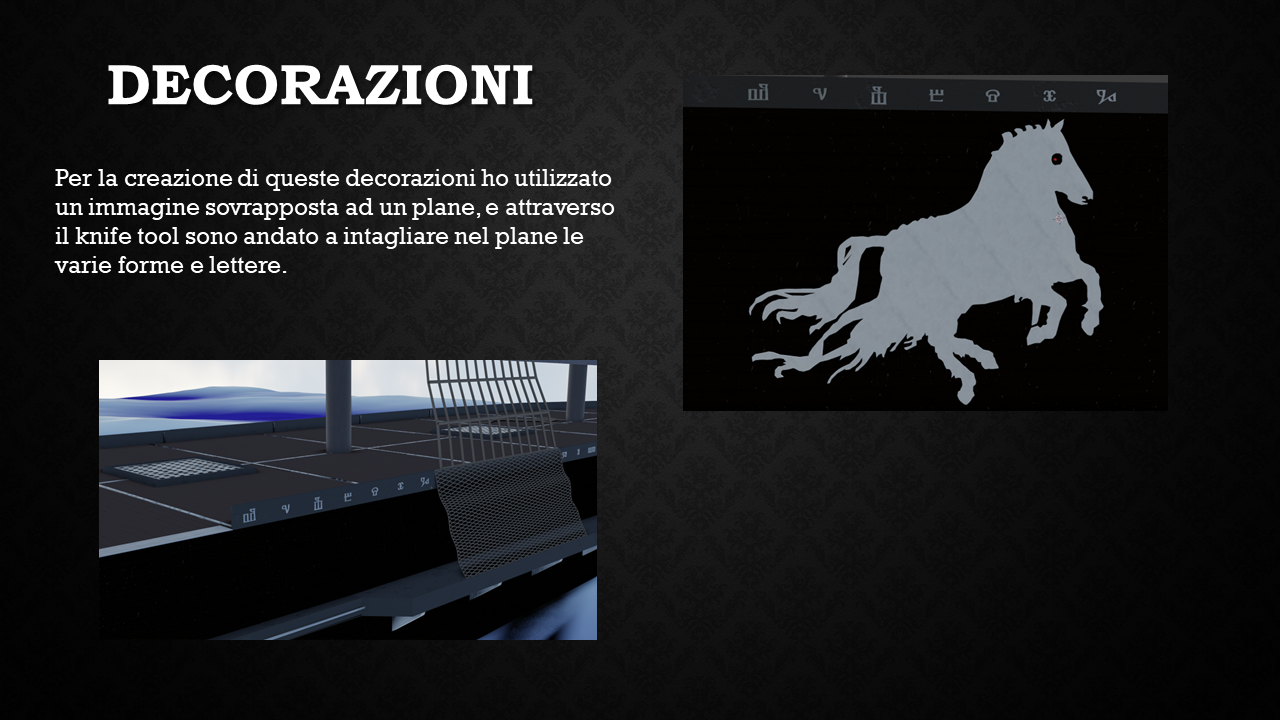 DECORAZIONI
Per la creazione di queste decorazioni ho utilizzato
un immagine sovrapposta ad un plane, e attraverso
il knife tool sono andato a intagliare nel plane le
varie forme e lettere.